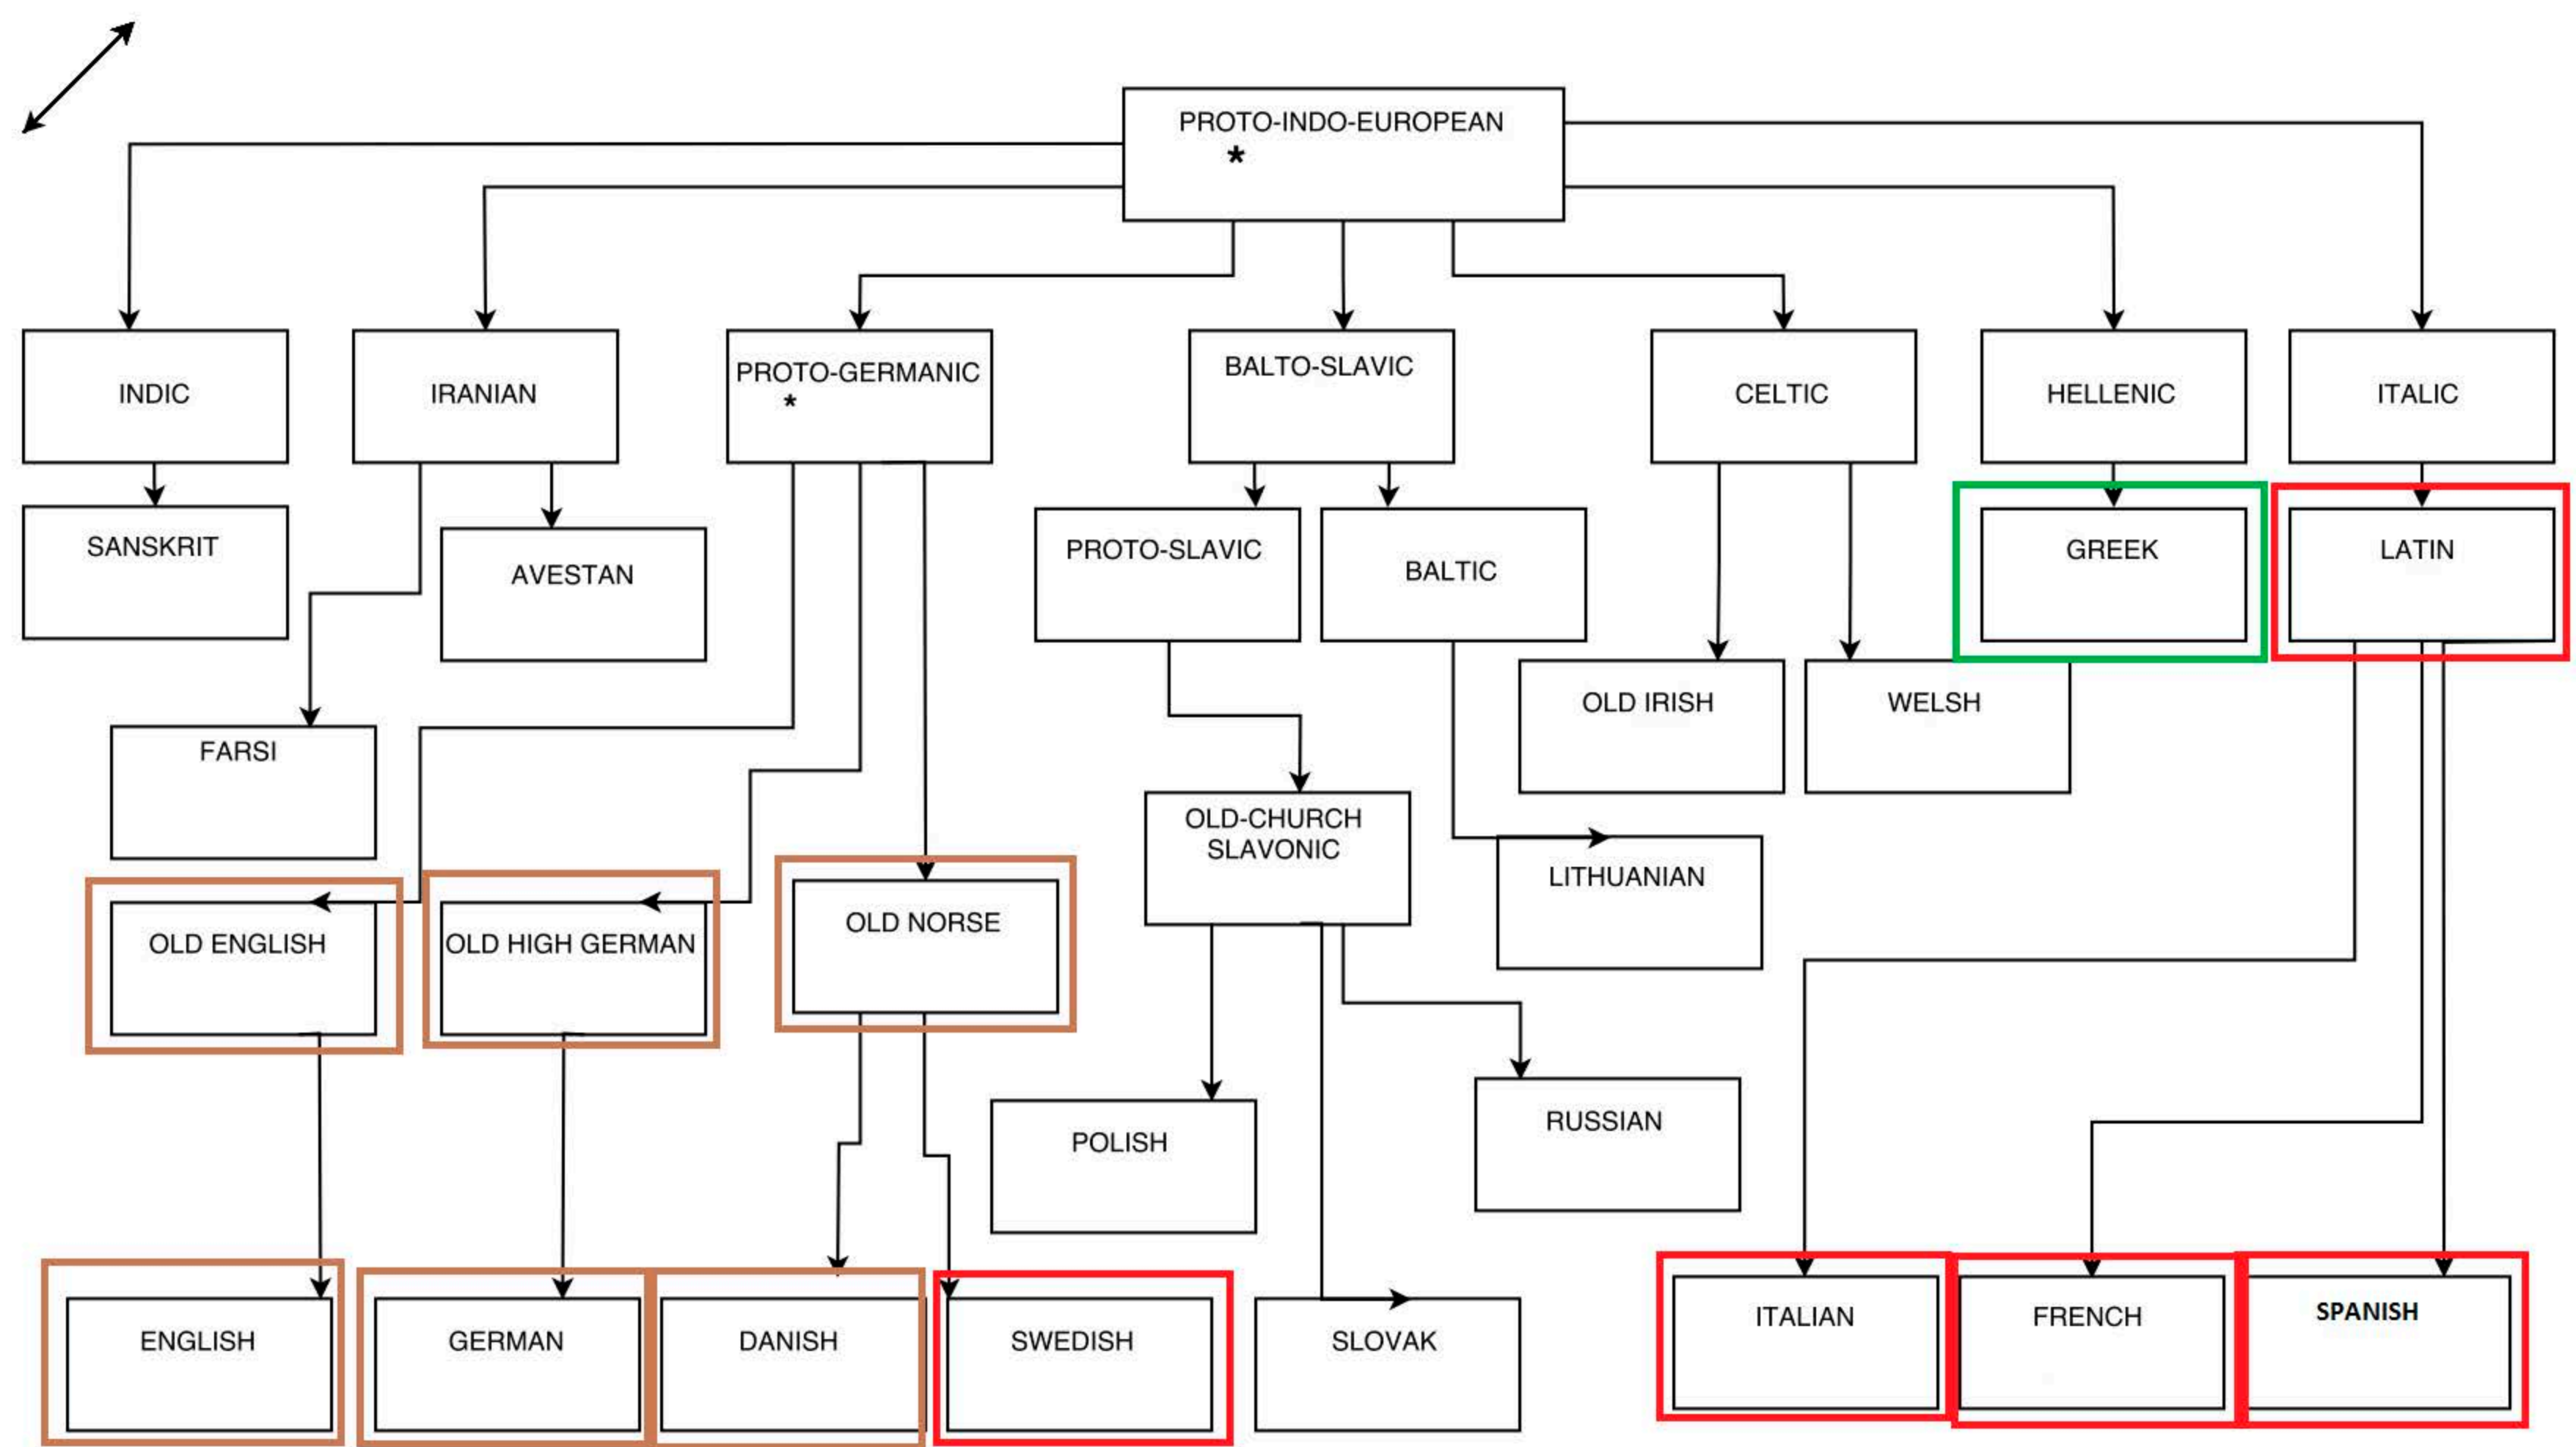 PROTO-INDO-EUROPEAN
*
INDIC
IRANIAN
PROTO-GERMANIC
*
BALTO-SLAVIC
CELTIC
HELLENIC
ITALIC
SANSKRIT
AVESTAN
PROTO-SLAVIC
BALTIC
GREEK
LATIN
OLD IRISH
WELSH
FARSI
OLD-CHURCH
SLAVONIC
LITHUANIAN
OLD ENGLISH
OLD HIGH GERMAN
OLD NORSE
POLISH
RUSSIAN
ENGLISH
GERMAN
DANISH
SWEDISH
SLOVAK
ITALIAN
FRENCH
SPANISH